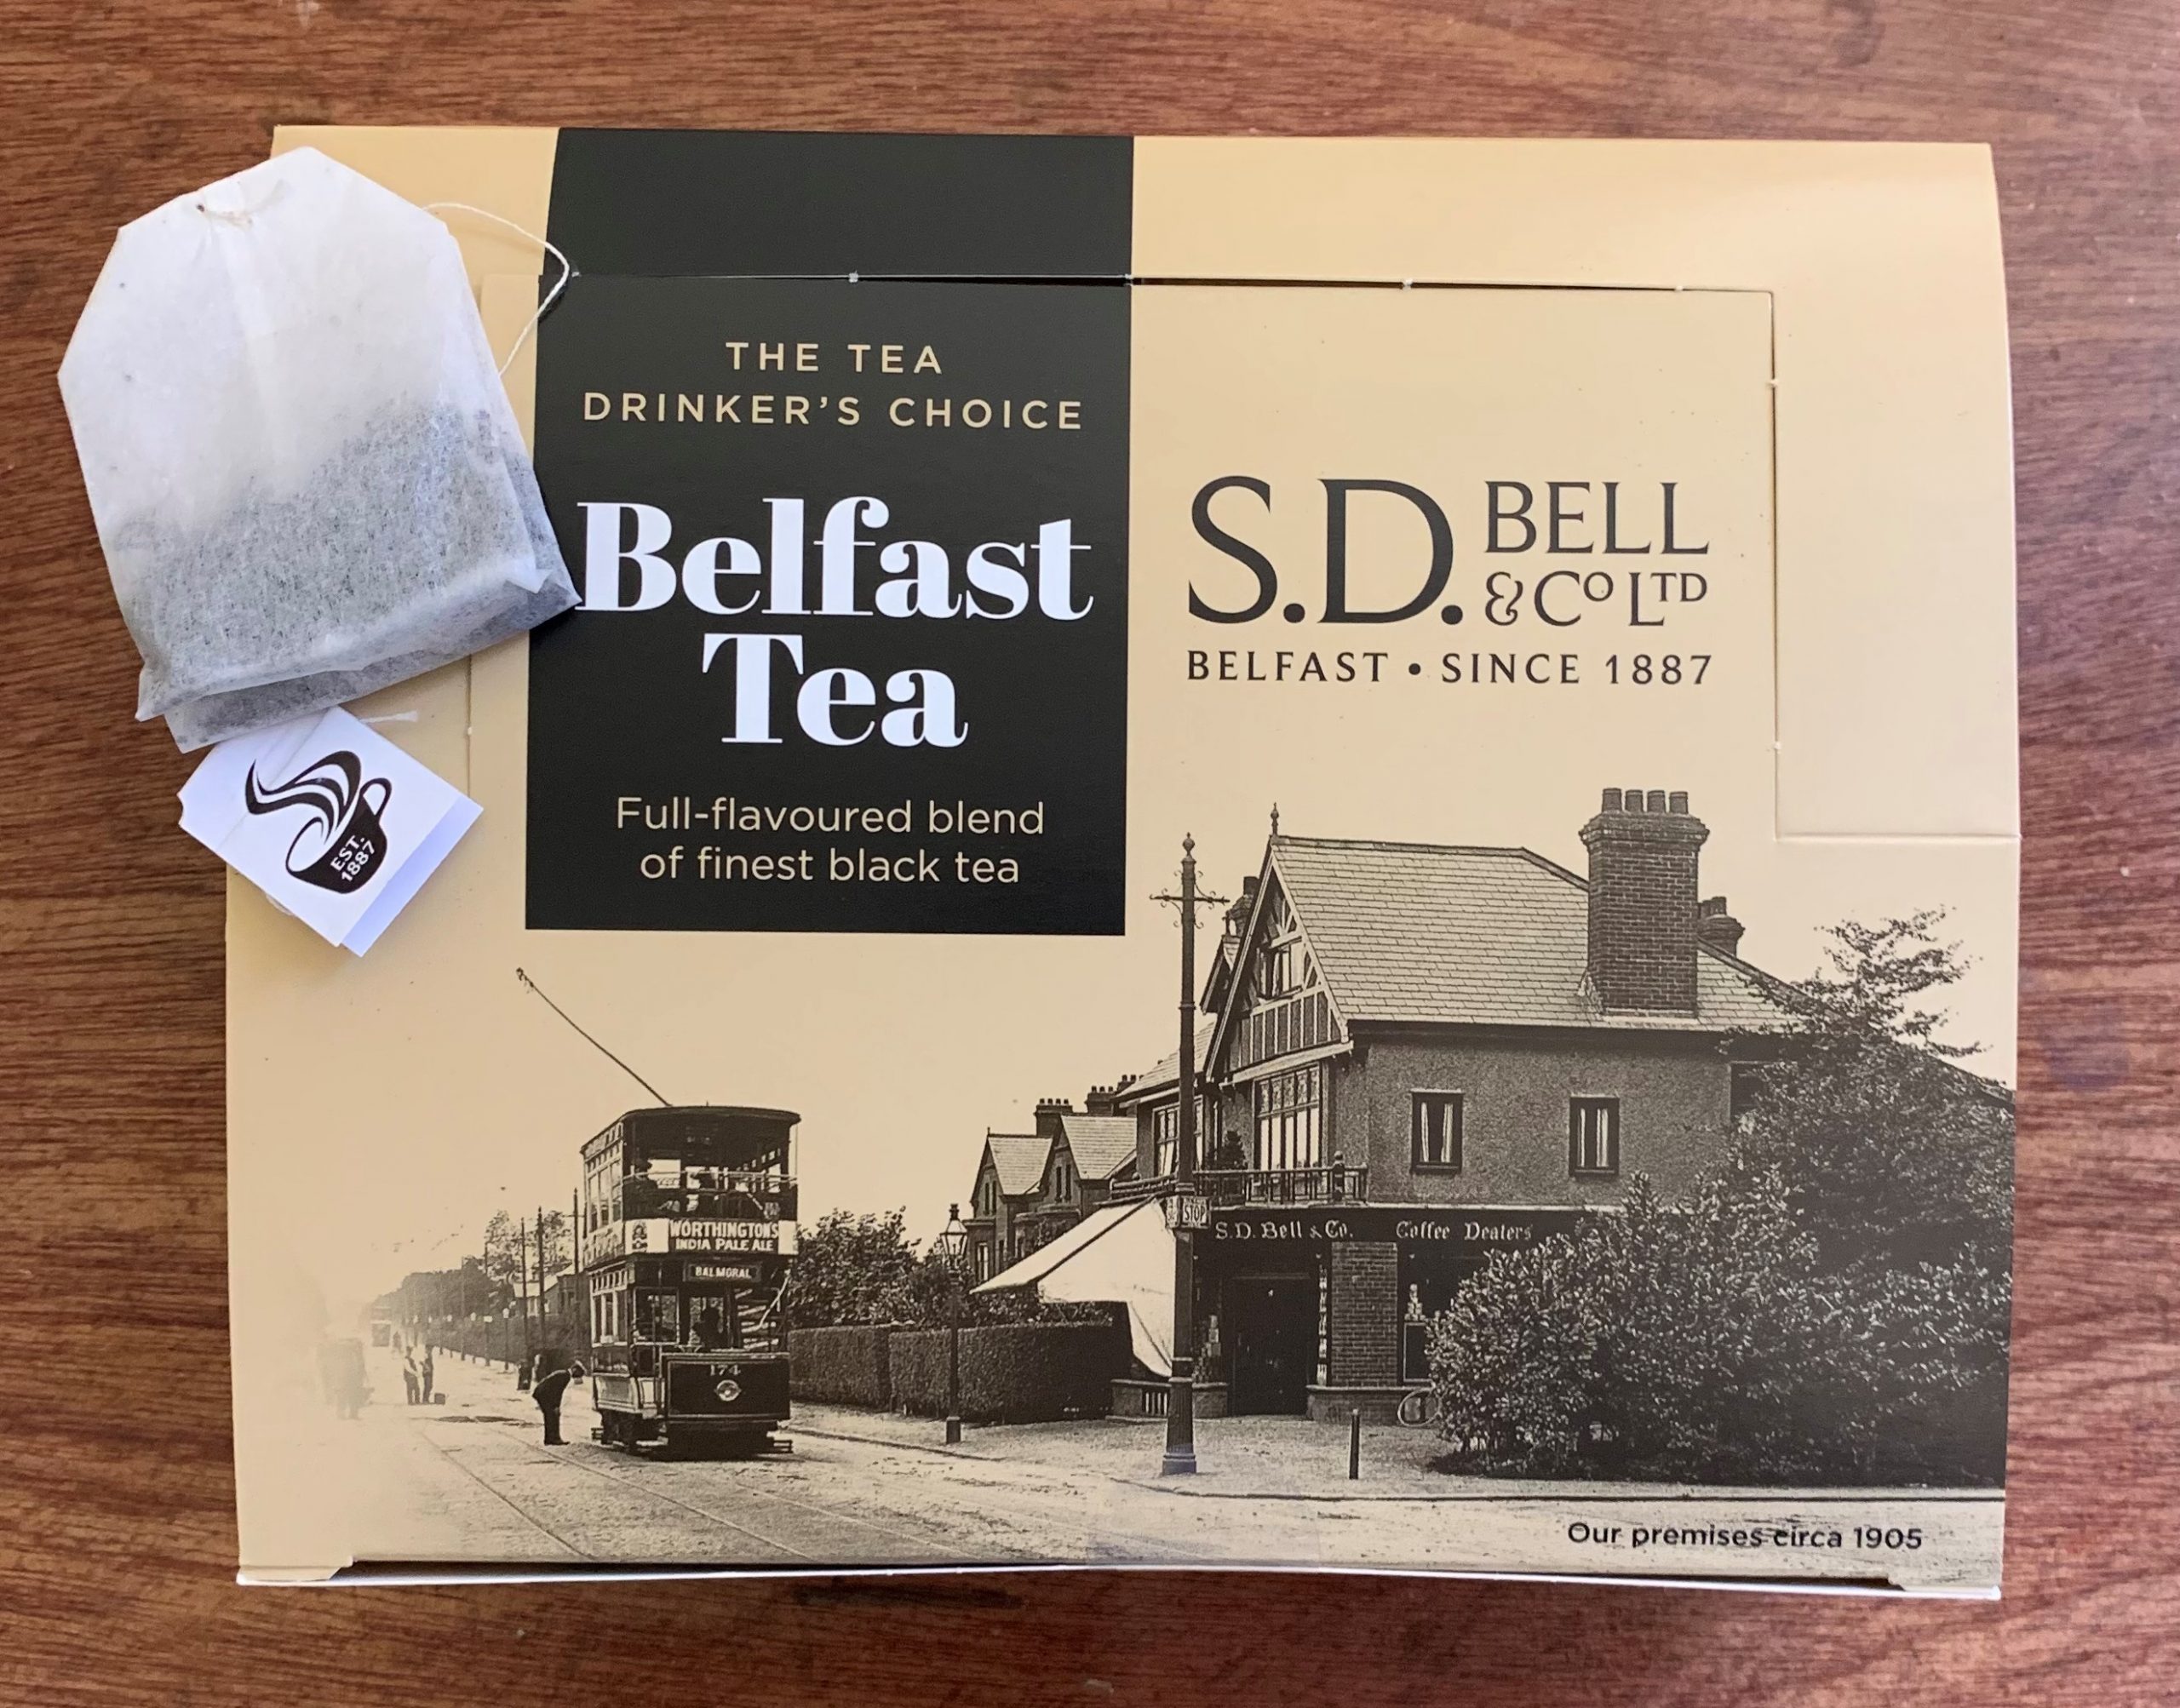 THE TEA
DRINKER'S CHOICE
Belfast
Tea
Full-flavoured blend
of finest black tea
S.D. BELL
& Co LTD
BELFAST • SINCE 1887
EST.
1887
WORTHINGTON'S
INDIA PALE ALE
BALMORAL
174
STOP
S.D. Bell & Co. Coffee Dealers
Our premises circa 1905